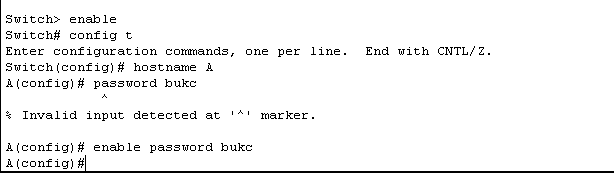 Switch> enable
Switch# config t
Enter configuration commands, one per line.  End with CNTL/Z.
Switch(config)# hostname A
A(config)# password bukc
^
% Invalid input detected at '^' marker.
A(config)# enable password bukc
A(config)#